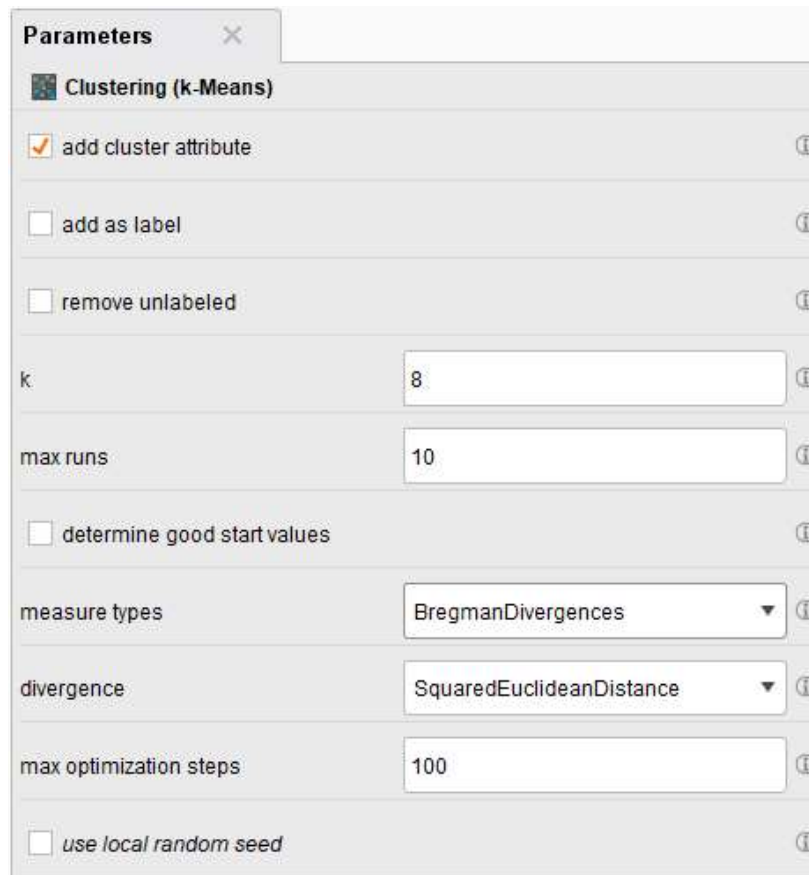 Parameters
Clustering (k-Means)
add cluster attribute
add as label
remove unlabeled
k 8
max runs 10
determine good start values
measure types BregmanDivergences
divergence SquaredEuclideanDistance
max optimization steps 100
use local random seed